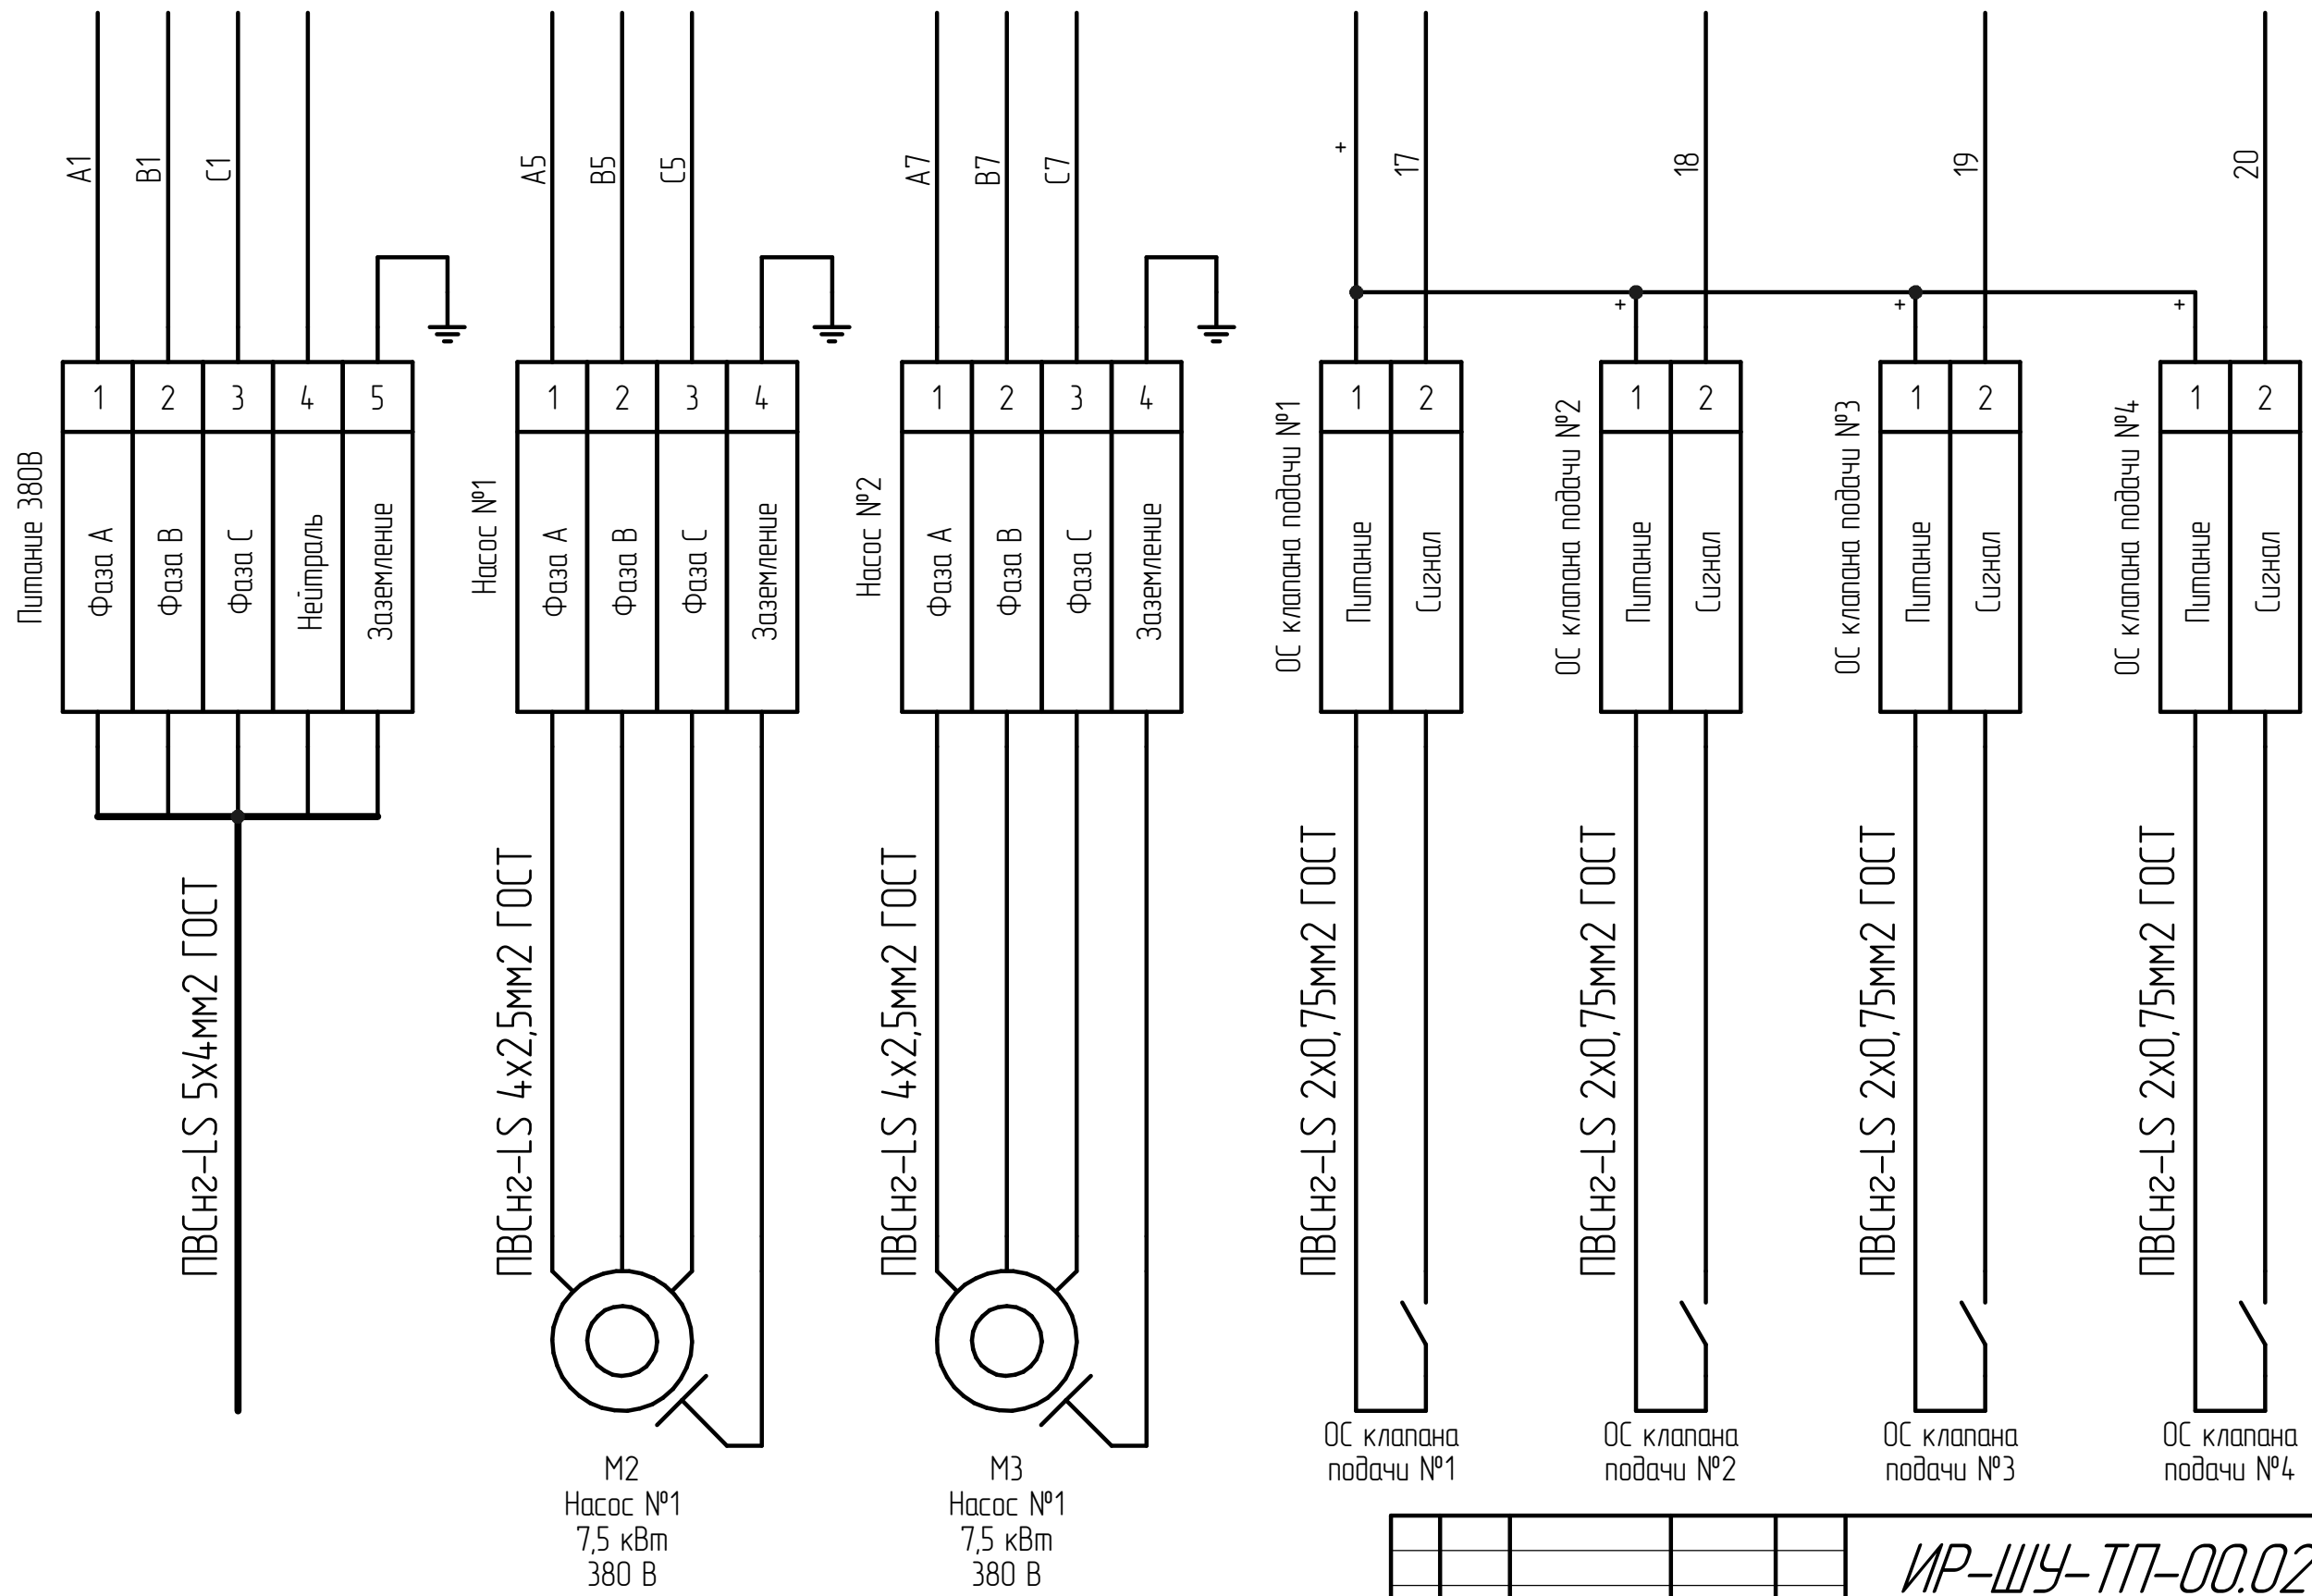 A1
B1
C1
A5
B5
C5
A7
B7
C7
+
17
18
19
20
+
+
+
Питание 380В
1
2
3
4
5
Фаза A
Фаза B
Фаза C
Нейтраль
Заземление
Насос №1
1
2
3
4
Фаза A
Фаза B
Фаза C
Заземление
Насос №2
1
2
3
4
Фаза A
Фаза B
Фаза C
Заземление
ОС клапана подачи №1
1
2
Питание
Сигнал
ОС клапана подачи №2
1
2
Питание
Сигнал
ОС клапана подачи №3
1
2
Питание
Сигнал
ОС клапана подачи №4
1
2
Питание
Сигнал
ПВСнг-LS 5х4мм2 ГОСТ
ПВСнг-LS 4х2,5мм2 ГОСТ
ПВСнг-LS 4х2,5мм2 ГОСТ
ПВСнг-LS 2х0,75мм2 ГОСТ
ПВСнг-LS 2х0,75мм2 ГОСТ
ПВСнг-LS 2х0,75мм2 ГОСТ
ПВСнг-LS 2х0,75мм2 ГОСТ
М2
Насос №1
7,5 кВт
380 В
М3
Насос №1
7,5 кВт
380 В
ОС клапана
подачи №1
ОС клапана
подачи №2
ОС клапана
подачи №3
ОС клапана
подачи №4
ИР-ШУ-ТП-00.02